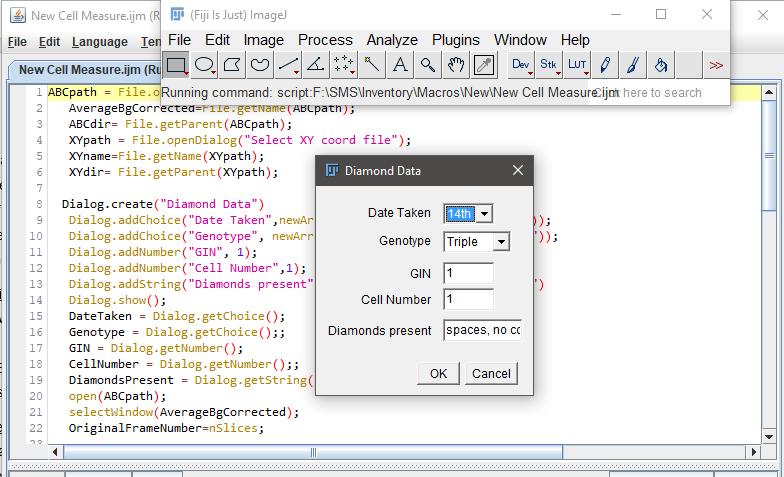 New Cell Measure.ijm (R
(Fiji Is Just) ImageJ
File Edit Language Ten
File Edit Image Process Analyze Plugins Window Help
Dev Stk LUT >>
New Cell Measure.ijm (Ru
Running command: script:F:\SMS\Inventory\Macros\New\New Cell Measure.ijm here to search
1 ABCpath = File.o
2 AverageBgCorrected=File.getName(ABCpath);
3 ABCdir= File.getParent(ABCpath);
4 XYpath = File.openDialog("Select XY coord file");
5 XYname=File.getName(XYpath);
6 XYdir= File.getParent(XYpath);
7
8 Dialog.create("Diamond Data")
9 Dialog.addChoice("Date Taken",newArr ));
10 Dialog.addChoice("Genotype", newArra "));
11 Dialog.addNumber("GIN", 1);
12 Dialog.addNumber("Cell Number",1);
13 Dialog.addString("Diamonds present" ")
14 Dialog.show();
15 DateTaken = Dialog.getChoice();
16 Genotype = Dialog.getChoice();;
17 GIN = Dialog.getNumber();
18 CellNumber = Dialog.getNumber();;
19 DiamondsPresent = Dialog.getString(
20 open(ABCpath);
21 selectWindow(AverageBgCorrected);
22 OriginalFrameNumber=nSlices;
23
Diamond Data
Date Taken 14th
Genotype Triple
GIN 1
Cell Number 1
Diamonds present spaces, no co
OK Cancel